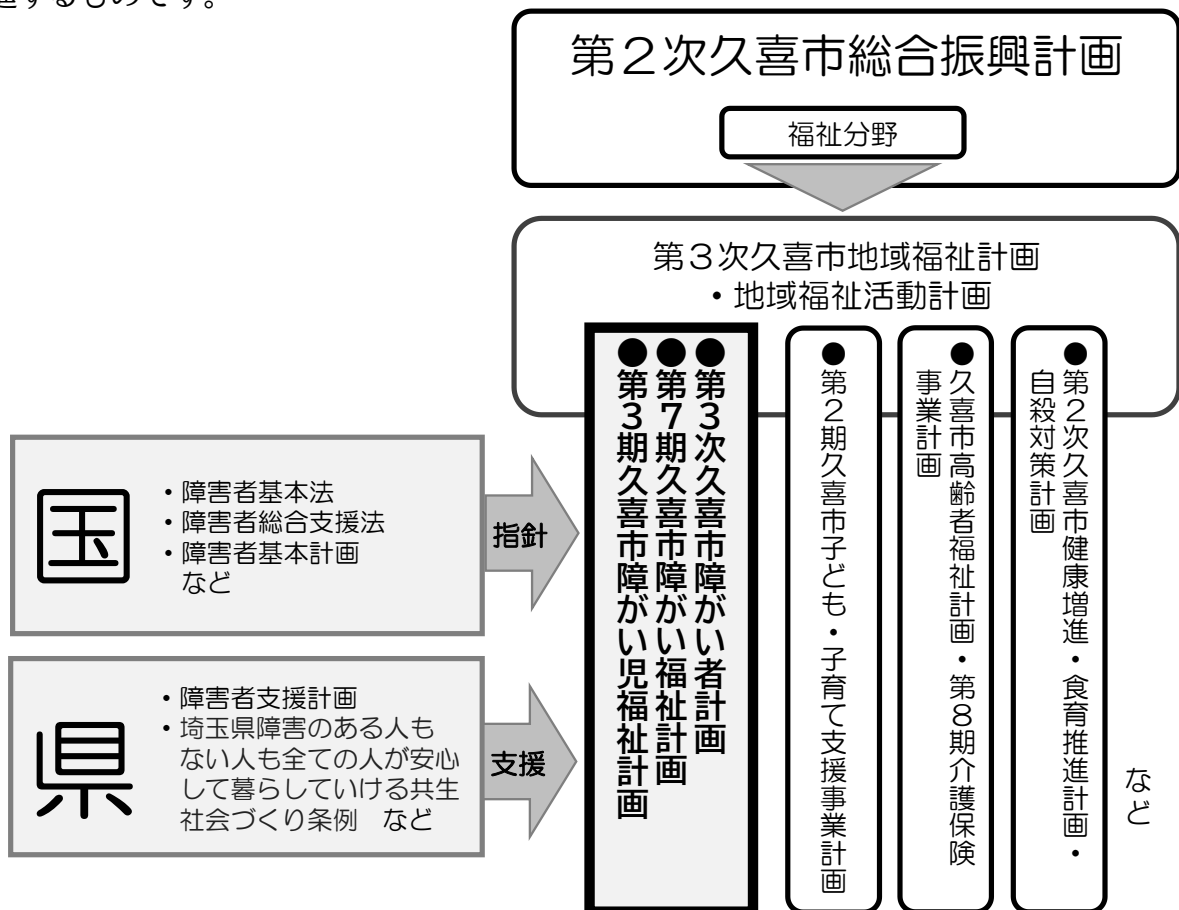 するものです。
第２次久喜市総合振興計画
福祉分野
第３次久喜市地域福祉計画
・地域福祉活動計画
●第３次久喜市障がい者計画
●第７期久喜市障がい福祉計画
●第３期久喜市障がい児福祉計画
●第２期久喜市子ども・子育て支援事業計画
●久喜市高齢者福祉計画・第８期介護保険
事業計画
●第２次久喜市健康増進・食育推進計画・
自殺対策計画
など
国
・障害者基本法
・障害者総合支援法
・障害者基本計画
など
指針
県
・障害者支援計画
・埼玉県障害のある人も
ない人も全ての人が安心
して暮らしていける共生
社会づくり条例　など
支援